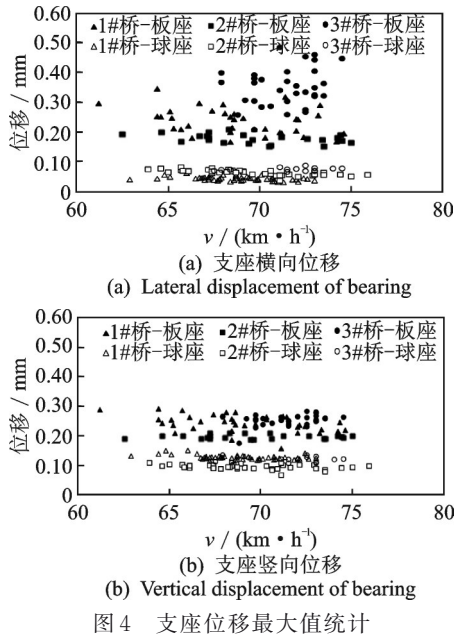 0.60
▲1#桥-板座 ■2#桥-板座 ●3#桥-板座
△1#桥-球座 □2#桥-球座 ○3#桥-球座
0.50
0.40
0.30
0.20
0.10
0
位移 / mm
60 65 70 75 80
v / (km·h⁻¹)
(a) 支座横向位移
(a) Lateral displacement of bearing
0.60
▲1#桥-板座 ■2#桥-板座 ●3#桥-板座
△1#桥-球座 □2#桥-球座 ○3#桥-球座
0.50
0.40
0.30
0.20
0.10
0
位移 / mm
60 65 70 75 80
v / (km·h⁻¹)
(b) 支座竖向位移
(b) Vertical displacement of bearing
图4 支座位移最大值统计